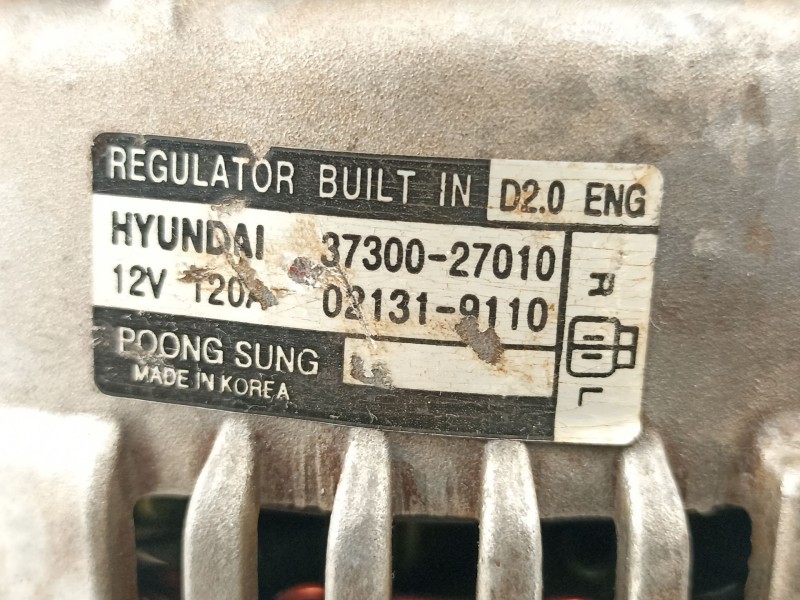 REGULATOR BUILT IN D2.0 ENG
HYUNDAI 37300-27010
12V 120A 02131-9110
R
L
POONG SUNG
MADE IN KOREA